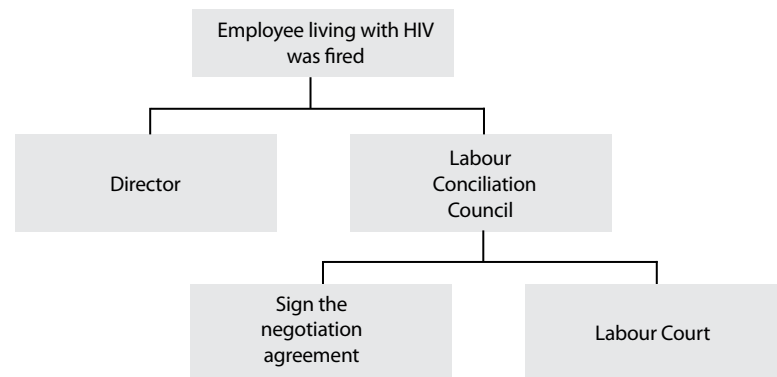 Employee living with HIV
was fired
Director
Labour
Conciliation
Council
Sign the
negotiation
agreement
Labour Court